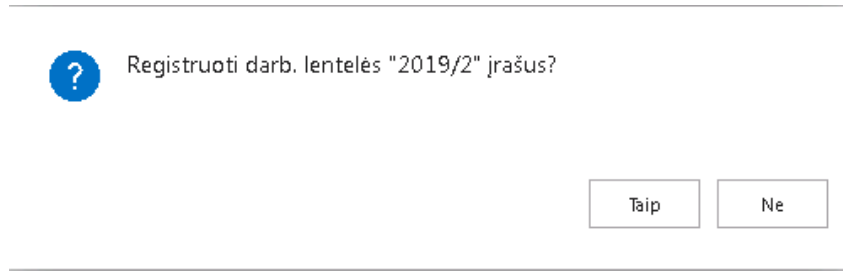 ?
Registruoti darb. lentelės "2019/2" įrašus?
Taip
Ne